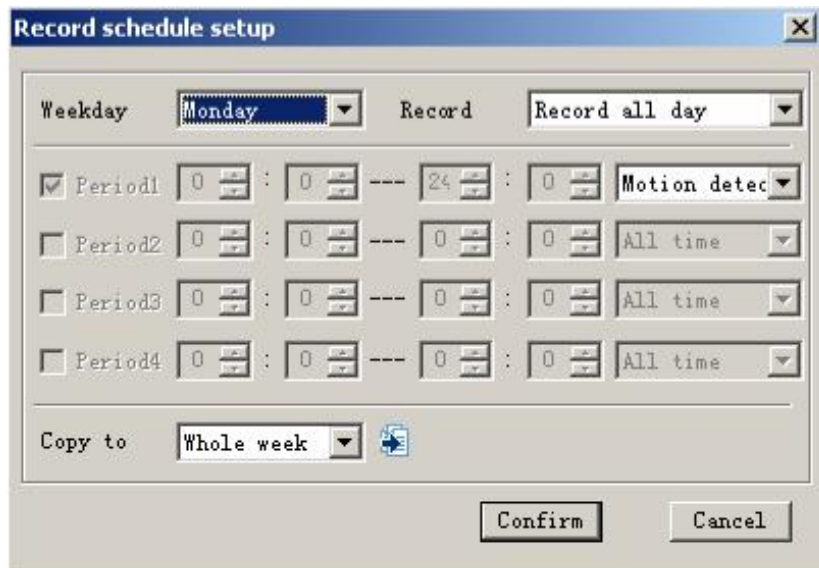 Record schedule setup
Weekday Monday Record Record all day
Period1 0 : 0 --- 24 : 0 Motion detec
Period2 0 : 0 --- 0 : 0 All time
Period3 0 : 0 --- 0 : 0 All time
Period4 0 : 0 --- 0 : 0 All time
Copy to Whole week
Confirm Cancel